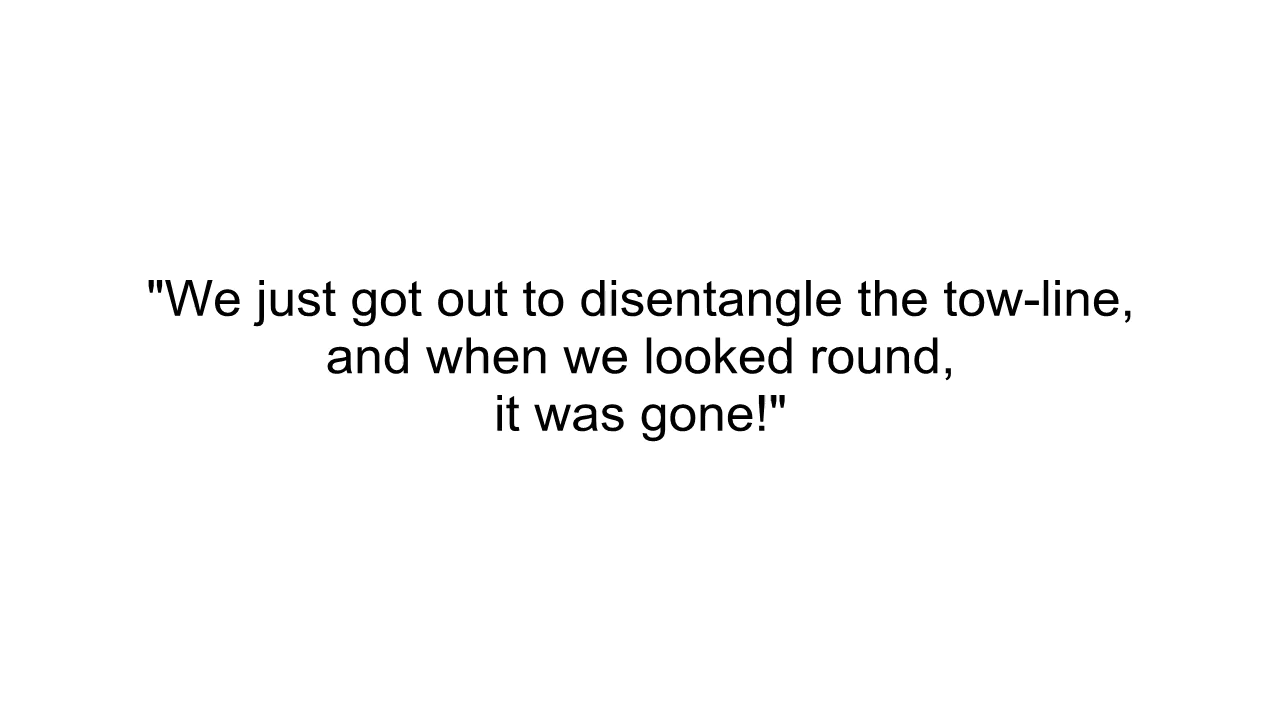 "We just got out to disentangle the tow-line,
and when we looked round,
it was gone!"